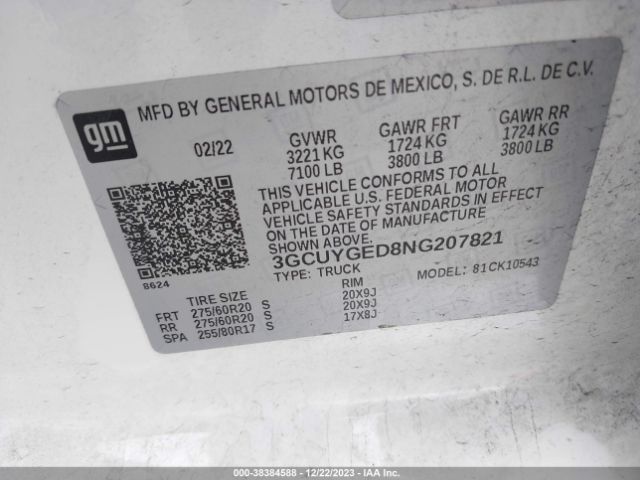 gm
MFD BY GENERAL MOTORS DE MEXICO, S. DE R.L. DE C.V.
02/22 GVWR GAWR FRT GAWR RR
3221 KG 1724 KG 1724 KG
7100 LB 3800 LB 3800 LB
THIS VEHICLE CONFORMS TO ALL
APPLICABLE U.S. FEDERAL MOTOR
VEHICLE SAFETY STANDARDS IN EFFECT
ON THE DATE OF MANUFACTURE
SHOWN ABOVE.
3GCUYGED8NG207821
8624 TYPE: TRUCK MODEL: 81CK10543
TIRE SIZE RIM
FRT 275/60R20 S 20X9J
RR 275/60R20 S 20X9J
SPA 255/80R17 S 17X8J
000-38384588 - 12/22/2023 - IAA Corp.